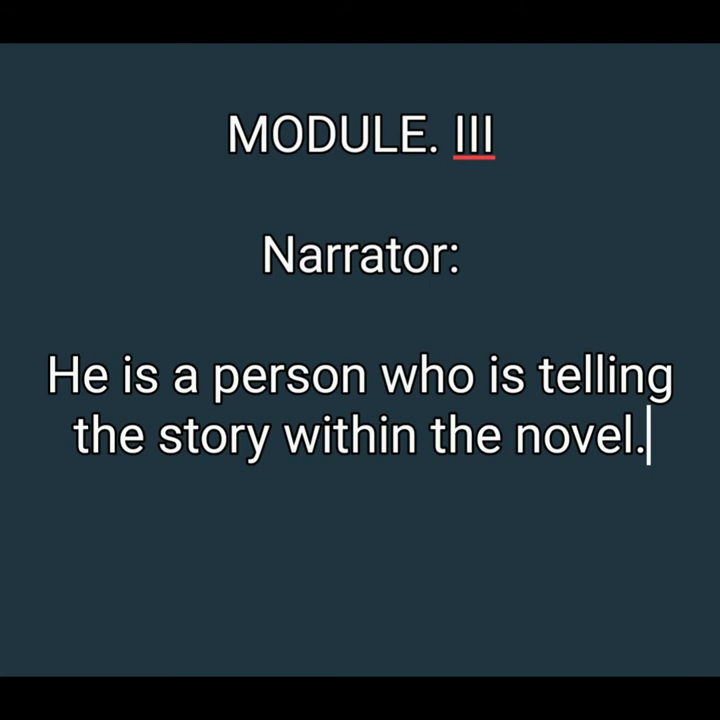 MODULE. III
Narrator:
He is a person who is telling
the story within the novel.